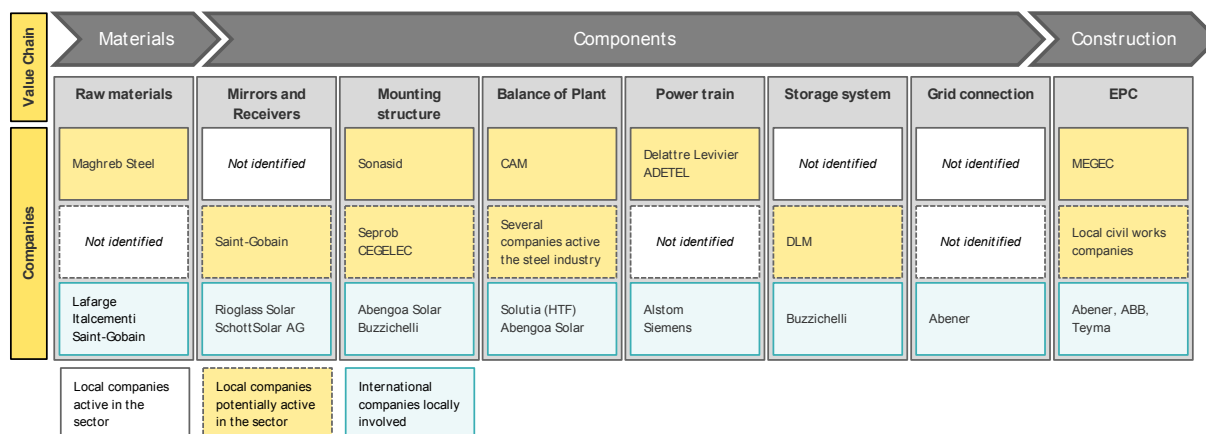 Value Chain
Materials
Components
Construction
Raw materials
Mirrors and
Receivers
Mounting
structure
Balance of Plant
Power train
Storage system
Grid connection
EPC
Companies
Maghreb Steel
Not identified
Sonasid
CAM
Delattre Levivier
ADETEL
Not identified
Not identified
MEGEC
Not identified
Saint-Gobain
Seprob
CEGELEC
Several
companies active
the steel industry
Not identified
DLM
Not idenitified
Local civil works
companies
Lafarge
Italcementi
Saint-Gobain
Rioglass Solar
SchottSolar AG
Abengoa Solar
Buzzichelli
Solutia (HTF)
Abengoa Solar
Alstom
Siemens
Buzzichelli
Abener
Abener, ABB,
Teyma
Local companies
active in the
sector
Local companies
potentially active
in the sector
International
companies locally
involved